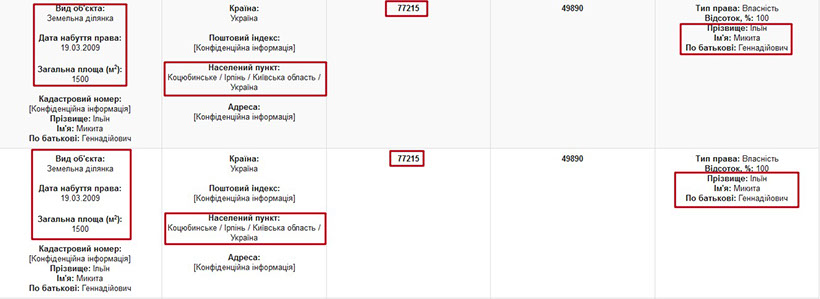 Вид об'єкта:
Земельна ділянка
Дата набуття права:
19.03.2009
Загальна площа (м²):
1500
Кадастровий номер:
[Конфіденційна інформація]
Прізвище: Ільїн
Ім'я: Микита
По батькові: Геннадійович
Країна:
Україна
Поштовий індекс:
[Конфіденційна інформація]
Населений пункт:
Коцюбинське / Ірпінь / Київська область /
Україна
Адреса:
[Конфіденційна інформація]
77215
49890
Тип права: Власність
Відсоток, %: 100
Прізвище: Ільїн
Ім'я: Микита
По батькові: Геннадійович
Вид об'єкта:
Земельна ділянка
Дата набуття права:
19.03.2009
Загальна площа (м²):
1500
Кадастровий номер:
[Конфіденційна інформація]
Прізвище: Ільїн
Ім'я: Микита
По батькові: Геннадійович
Країна:
Україна
Поштовий індекс:
[Конфіденційна інформація]
Населений пункт:
Коцюбинське / Ірпінь / Київська область /
Україна
Адреса:
[Конфіденційна інформація]
77215
49890
Тип права: Власність
Відсоток, %: 100
Прізвище: Ільїн
Ім'я: Микита
По батькові: Геннадійович